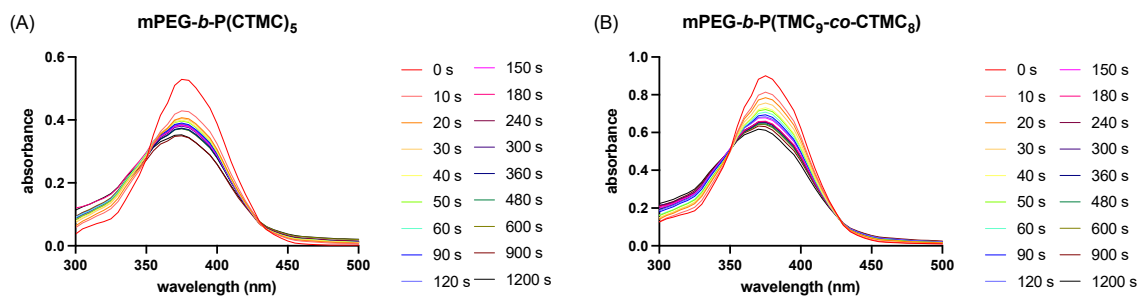 (A) mPEG-b-P(CTMC)5
0.6
0.4
0.2
0.0
absorbance
300 350 400 450 500
wavelength (nm)
0 s 150 s
10 s 180 s
20 s 240 s
30 s 300 s
40 s 360 s
50 s 480 s
60 s 600 s
90 s 900 s
120 s 1200 s
(B) mPEG-b-P(TMC9-co-CTMC8)
1.0
0.8
0.6
0.4
0.2
0.0
absorbance
300 350 400 450 500
wavelength (nm)
0 s 150 s
10 s 180 s
20 s 240 s
30 s 300 s
40 s 360 s
50 s 480 s
60 s 600 s
90 s 900 s
120 s 1200 s